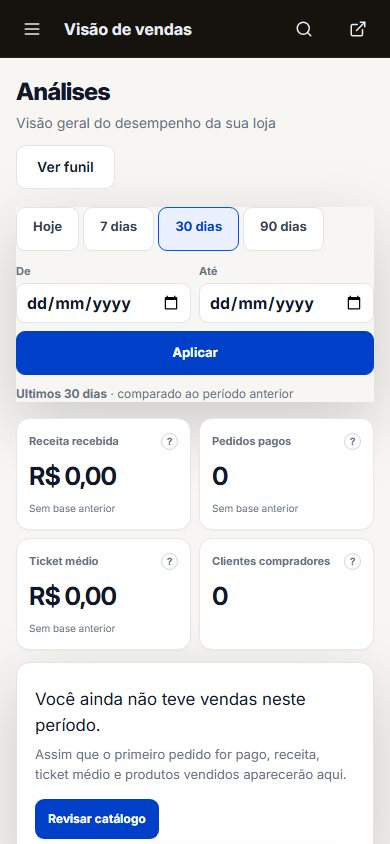 Visão de vendas
Análises
Visão geral do desempenho da sua loja
Ver funil
Hoje
7 dias
30 dias
90 dias
De
Até
dd/mm/yyyy
dd/mm/yyyy
Aplicar
Ultimos 30 dias · comparado ao período anterior
Receita recebida ?
R$ 0,00
Sem base anterior
Pedidos pagos ?
0
Sem base anterior
Ticket médio ?
R$ 0,00
Sem base anterior
Clientes compradores ?
0
Você ainda não teve vendas neste
período.
Assim que o primeiro pedido for pago, receita,
ticket médio e produtos vendidos aparecerão aqui.
Revisar catálogo